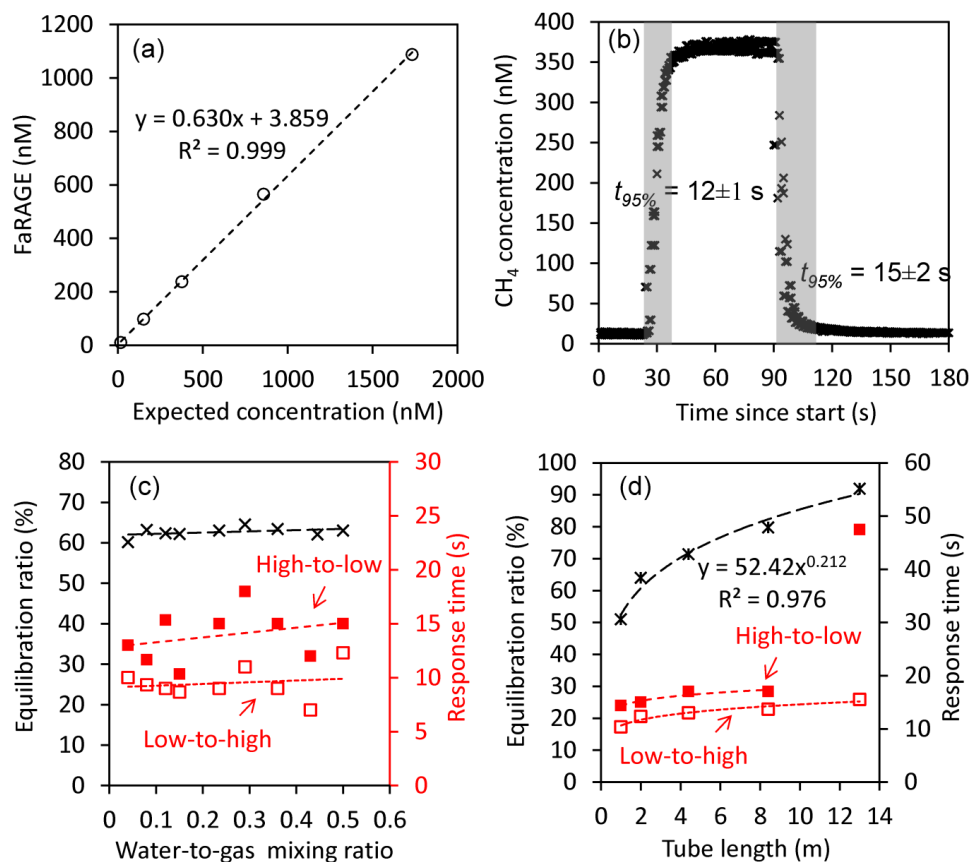 (a)
FaRAGE (nM)
1200
1000
800
600
400
200
0
y = 0.630x + 3.859
R² = 0.999
0 500 1000 1500 2000
Expected concentration (nM)
(b)
CH₄ concentration (nM)
400
350
300
250
200
150
100
50
0
t95% = 12±1 s
t95% = 15±2 s
0 30 60 90 120 150 180
Time since start (s)
(c)
Equilibration ratio (%)
80
70
60
50
40
30
20
10
0
High-to-low
Low-to-high
30
25
20
15
10
5
0
Response time (s)
0 0.1 0.2 0.3 0.4 0.5 0.6
Water-to-gas mixing ratio
(d)
Equilibration ratio (%)
100
90
80
70
60
50
40
30
20
10
0
y = 52.42x^0.212
R² = 0.976
High-to-low
Low-to-high
60
50
40
30
20
10
0
Response time (s)
0 2 4 6 8 10 12 14
Tube length (m)